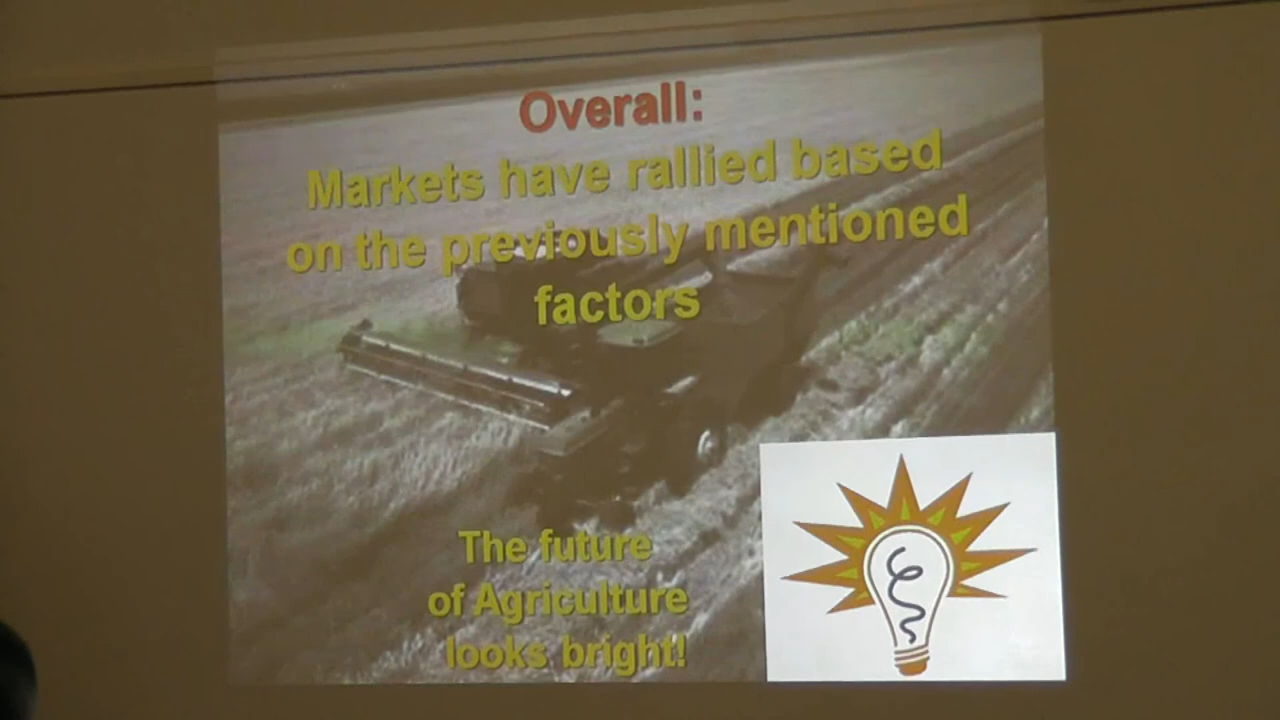 Overall:
Markets have rallied based
on the previously mentioned
factors
The future
of Agriculture
looks bright!